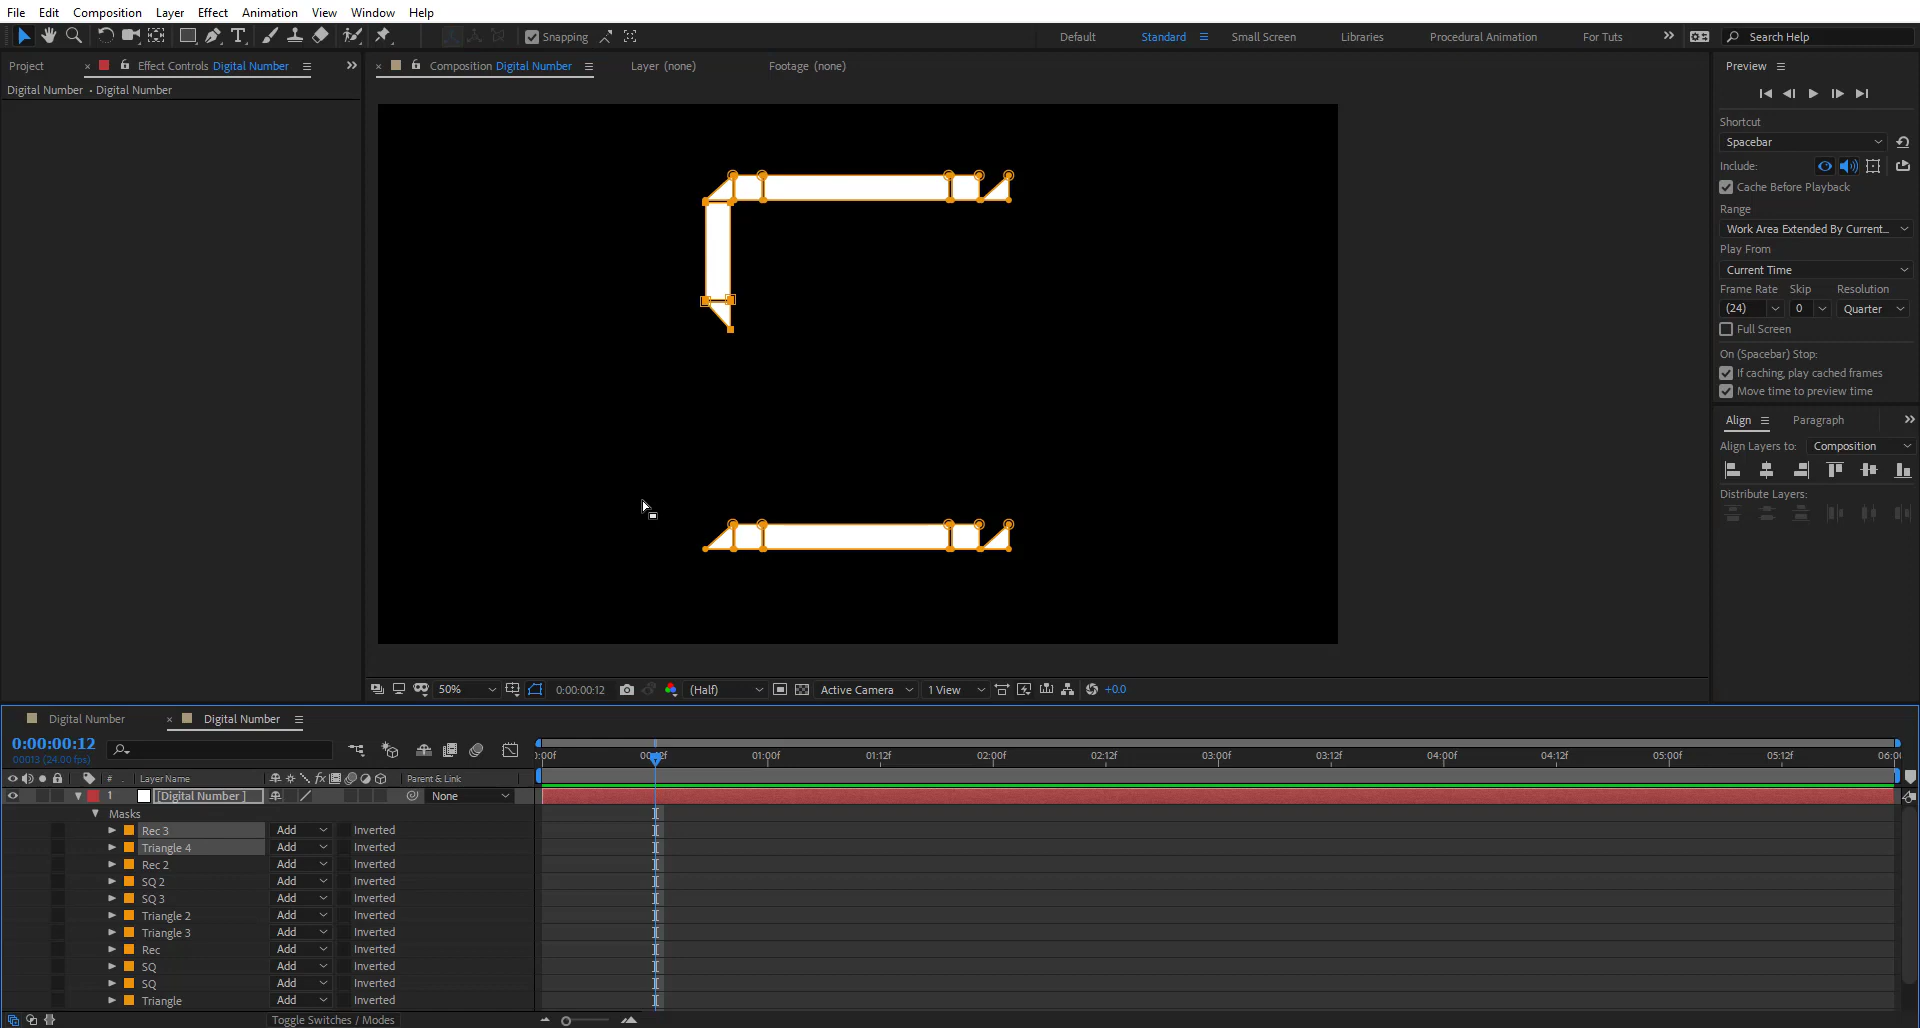 File Edit Composition Layer Effect Animation View Window Help
Snapping Default Standard Small Screen Libraries Procedural Animation For Tuts Search Help
Project Effect Controls Digital Number Composition Digital Number Layer (none) Footage (none) Preview
Digital Number • Digital Number
Shortcut
Spacebar
Include:
Cache Before Playback
Range
Work Area Extended By Current...
Play From
Current Time
Frame Rate Skip Resolution
(24) 0 Quarter
Full Screen
On (Spacebar) Stop:
If caching, play cached frames
Move time to preview time
Align Paragraph
Align Layers to: Composition
Distribute Layers:
50% 0:00:00:12 (Half) Active Camera 1 View +0.0
Digital Number Digital Number
0:00:00:12
00013 (24.00 fps)
01:00f 01:12f 02:00f 02:12f 03:00f 03:12f 04:00f 04:12f 05:00f 05:12f
# Layer Name Parent & Link
1 [Digital Number ] None
Masks
Rec 3 Add Inverted
Triangle 4 Add Inverted
Rec 2 Add Inverted
SQ 2 Add Inverted
SQ 3 Add Inverted
Triangle 2 Add Inverted
Triangle 3 Add Inverted
Rec Add Inverted
SQ Add Inverted
SQ Add Inverted
Triangle Add Inverted
Toggle Switches / Modes